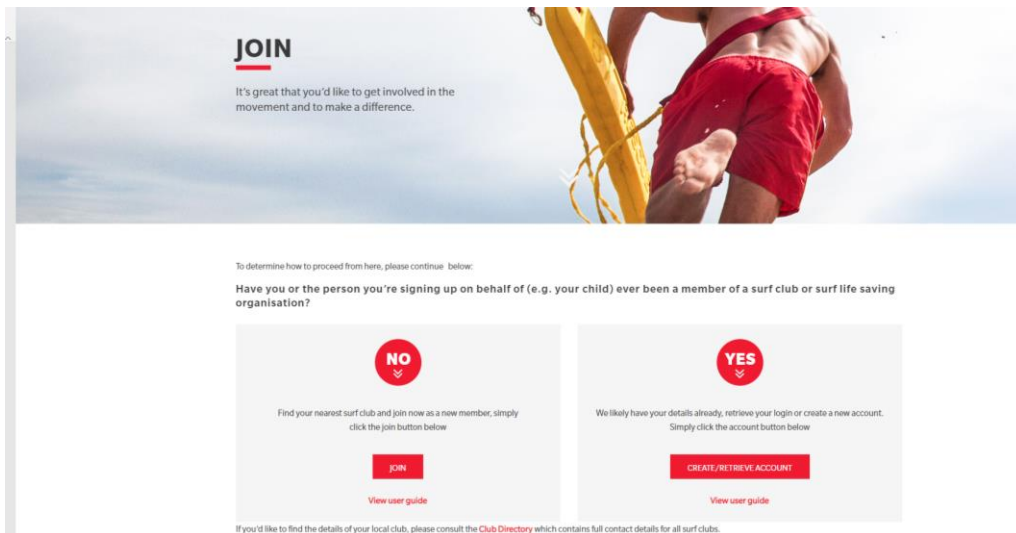 JOIN
It's great that you'd like to get involved in the
movement and to make a difference.
To determine how to proceed from here, please continue below:
Have you or the person you're signing up on behalf of (e.g. your child) ever been a member of a surf club or surf life saving
organisation?
NO
Find your nearest surf club and join now as a new member, simply
click the join button below
JOIN
View user guide
YES
We likely have your details already, retrieve your login or create a new account.
Simply click the account button below
CREATE/RETRIEVE ACCOUNT
View user guide
If you'd like to find the details of your local club, please consult the Club Directory which contains full contact details for all surf clubs.